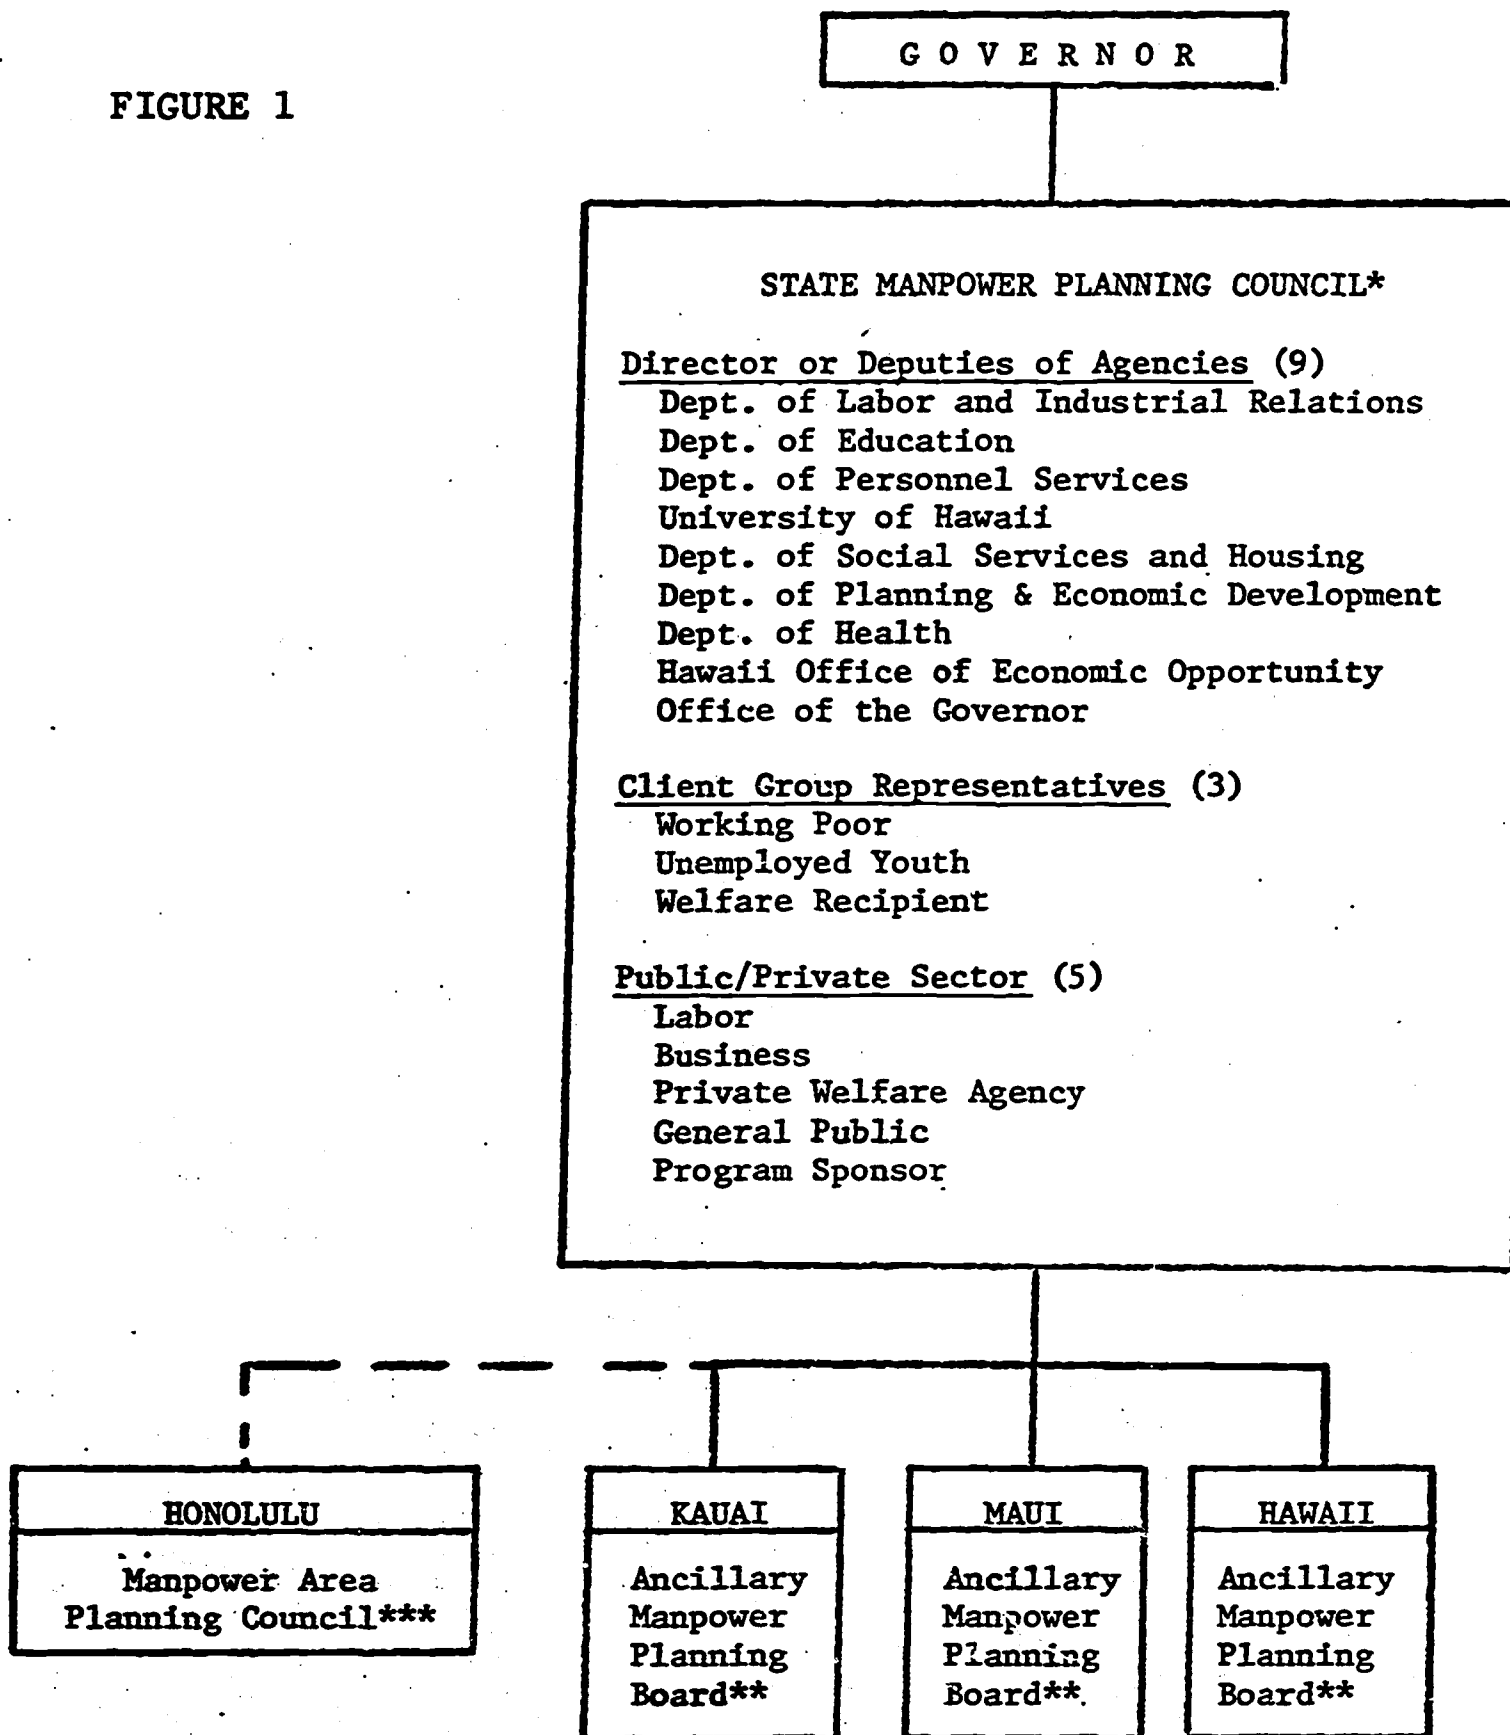 G O V E R N O R
FIGURE 1
STATE MANPOWER PLANNING COUNCIL*
Director or Deputies of Agencies (9)
Dept. of Labor and Industrial Relations
Dept. of Education
Dept. of Personnel Services
University of Hawaii
Dept. of Social Services and Housing
Dept. of Planning & Economic Development
Dept. of Health
Hawaii Office of Economic Opportunity
Office of the Governor
Client Group Representatives (3)
Working Poor
Unemployed Youth
Welfare Recipient
Public/Private Sector (5)
Labor
Business
Private Welfare Agency
General Public
Program Sponsor
HONOLULU
Manpower Area
Planning Council***
KAUAI
Ancillary
Manpower
Planning
Board**
MAUI
Ancillary
Manpower
Planning
Board**
HAWAII
Ancillary
Manpower
Planning
Board**